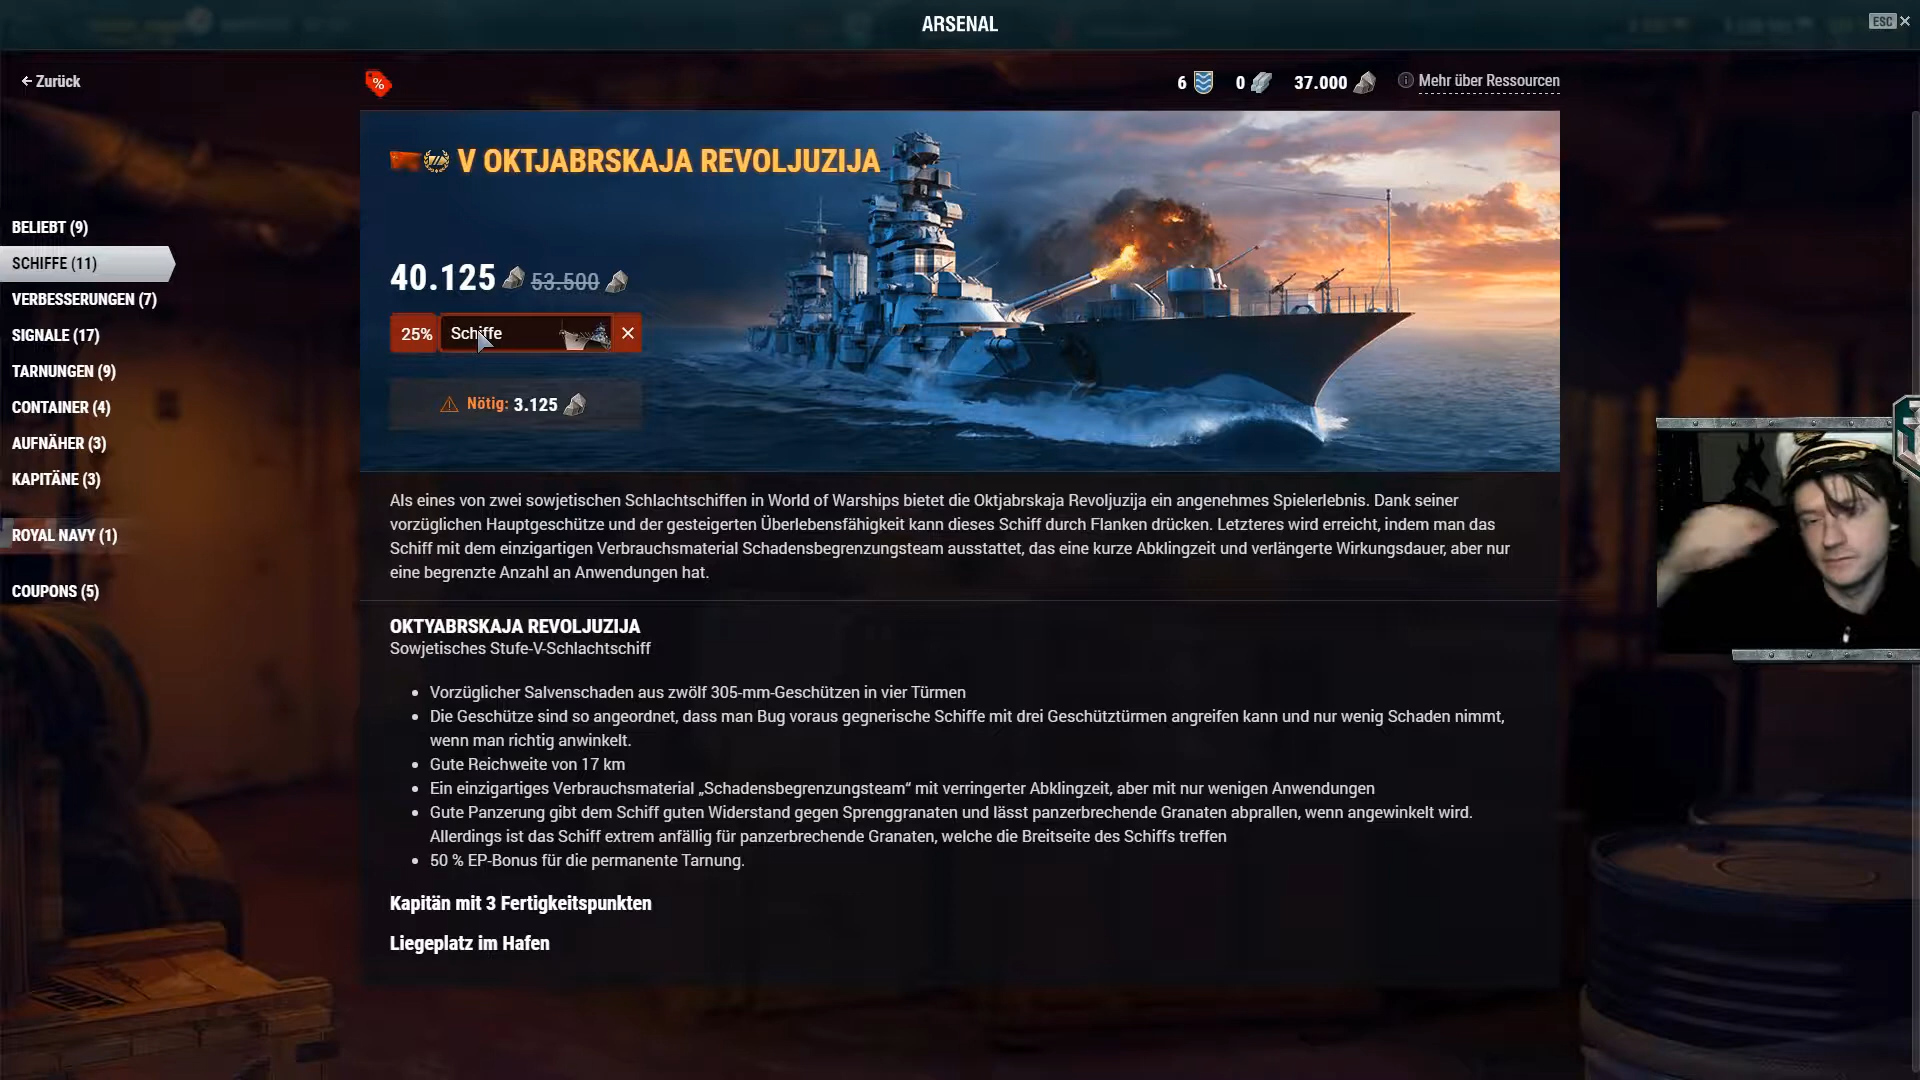 ARSENAL
ESC
Zurück
%
6
0
37.000
Mehr über Ressourcen
V OKTJABRSKAJA REVOLJUZIJA
40.125 53.500
25% Schiffe
Nötig: 3.125
BELIEBT (9)
SCHIFFE (11)
VERBESSERUNGEN (7)
SIGNALE (17)
TARNUNGEN (9)
CONTAINER (4)
AUFNÄHER (3)
KAPITÄNE (3)
ROYAL NAVY (1)
COUPONS (5)
Als eines von zwei sowjetischen Schlachtschiffen in World of Warships bietet die Oktjabrskaja Revoljuzija ein angenehmes Spielerlebnis. Dank seiner
vorzüglichen Hauptgeschütze und der gesteigerten Überlebensfähigkeit kann dieses Schiff durch Flanken drücken. Letzteres wird erreicht, indem man das
Schiff mit dem einzigartigen Verbrauchsmaterial Schadensbegrenzungsteam ausstattet, das eine kurze Abklingzeit und verlängerte Wirkungsdauer, aber nur
eine begrenzte Anzahl an Anwendungen hat.
OKTYABRSKAJA REVOLJUZIJA
Sowjetisches Stufe-V-Schlachtschiff
Vorzüglicher Salvenschaden aus zwölf 305-mm-Geschützen in vier Türmen
Die Geschütze sind so angeordnet, dass man Bug voraus gegnerische Schiffe mit drei Geschütztürmen angreifen kann und nur wenig Schaden nimmt,
wenn man richtig anwinkelt.
Gute Reichweite von 17 km
Ein einzigartiges Verbrauchsmaterial „Schadensbegrenzungsteam“ mit verringerter Abklingzeit, aber mit nur wenigen Anwendungen
Gute Panzerung gibt dem Schiff guten Widerstand gegen Sprenggranaten und lässt panzerbrechende Granaten abprallen, wenn angewinkelt wird.
Allerdings ist das Schiff extrem anfällig für panzerbrechende Granaten, welche die Breitseite des Schiffs treffen
50 % EP-Bonus für die permanente Tarnung.
Kapitän mit 3 Fertigkeitspunkten
Liegeplatz im Hafen